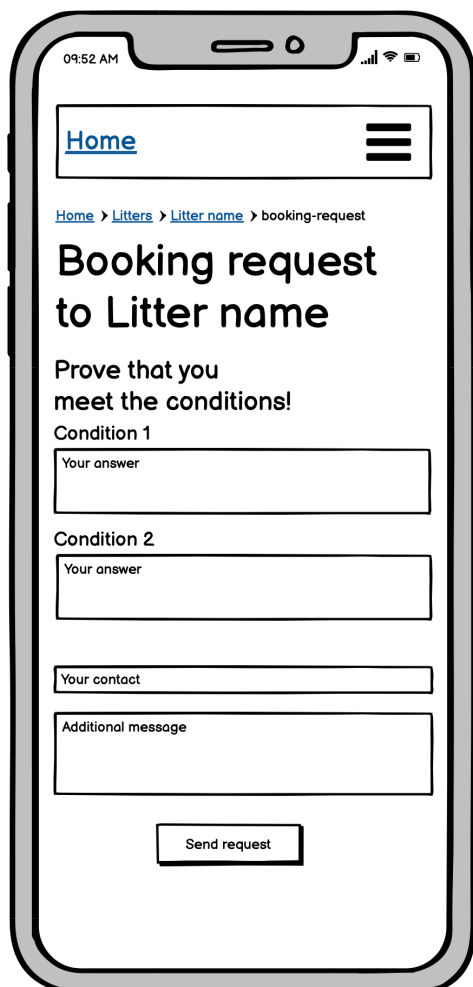 09:52 AM
Home
Home > Litters > Litter name > booking-request
Booking request
to Litter name
Prove that you
meet the conditions!
Condition 1
Your answer
Condition 2
Your answer
Your contact
Additional message
Send request